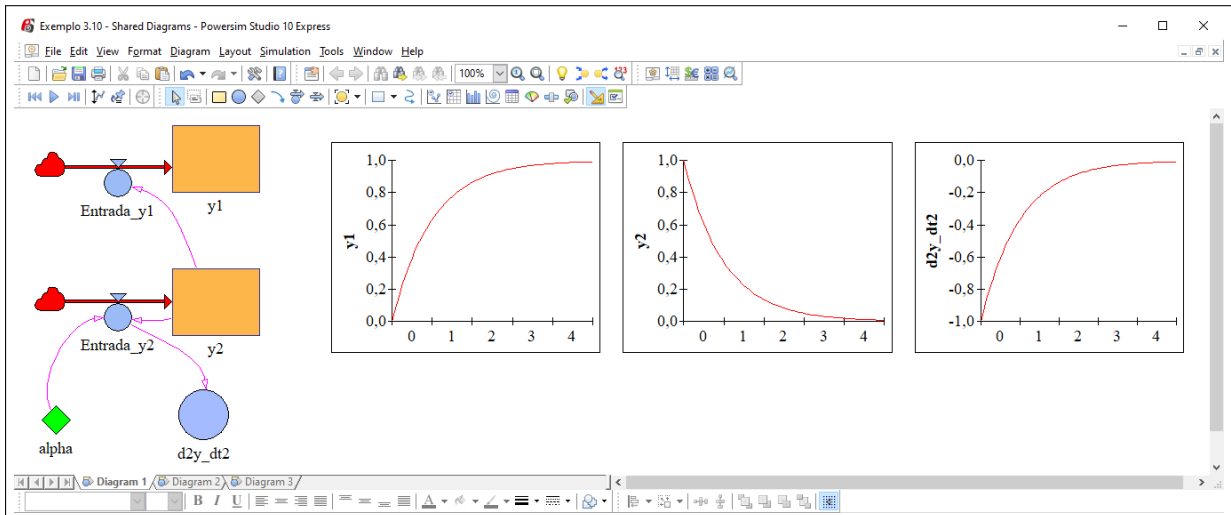 Exemplo 3.10 - Shared Diagrams - Powersim Studio 10 Express
File Edit View Format Diagram Layout Simulation Tools Window Help
100%
123
Entrada_y1
y1
Entrada_y2
y2
alpha
d2y_dt2
y1
1,0
0,8
0,6
0,4
0,2
0,0
0 1 2 3 4
y2
1,0
0,8
0,6
0,4
0,2
0,0
0 1 2 3 4
d2y_dt2
0,0
-0,2
-0,4
-0,6
-0,8
-1,0
0 1 2 3 4
Diagram 1 Diagram 2 Diagram 3
B I U A